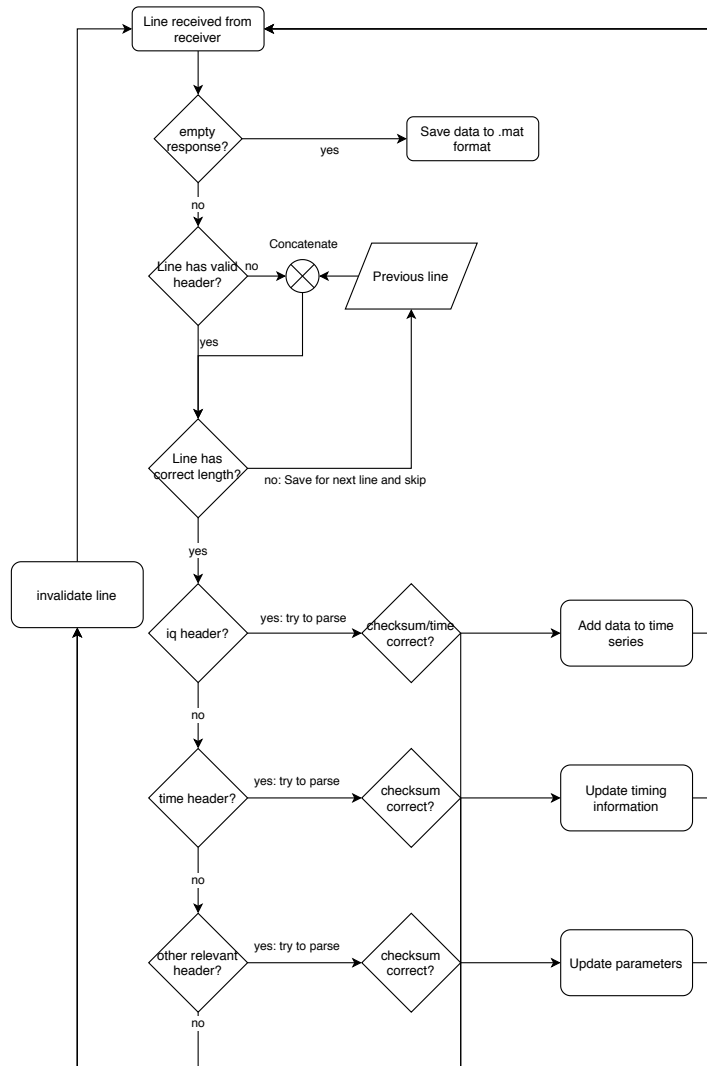 Line received from
receiver
empty
response?
yes
Save data to .mat
format
no
Concatenate
Line has valid
header?
no
Previous line
yes
Line has
correct length?
no: Save for next line and skip
yes
invalidate line
iq header?
yes: try to parse
checksum/time
correct?
Add data to time
series
no
time header?
yes: try to parse
checksum
correct?
Update timing
information
no
other relevant
header?
yes: try to parse
checksum
correct?
Update parameters
no